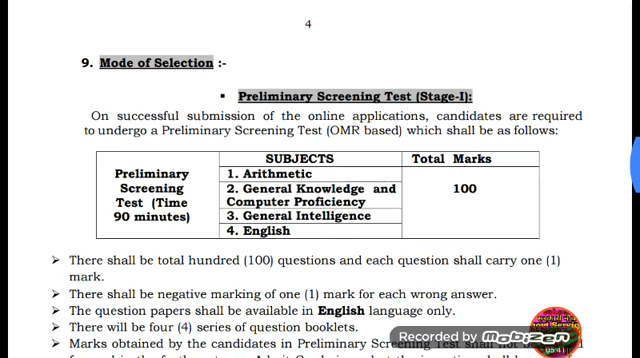 4
9. Mode of Selection :-
▪ Preliminary Screening Test (Stage-I):
On successful submission of the online applications, candidates are required
to undergo a Preliminary Screening Test (OMR based) which shall be as follows:
SUBJECTS Total Marks
Preliminary Screening Test (Time 90 minutes)
1. Arithmetic
2. General Knowledge and
Computer Proficiency
3. General Intelligence
4. English
100
➢ There shall be total hundred (100) questions and each question shall carry one (1)
mark.
➢ There shall be negative marking of one (1) mark for each wrong answer.
➢ The question papers shall be available in English language only.
➢ There will be four (4) series of question booklets.
➢ Marks obtained by the candidates in Preliminary Screening Test shall not
Recorded by
Mobizen
05:41